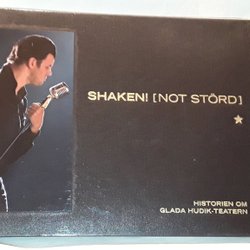 SHAKEN! [NOT STÖRD]
HISTORIEN OM
GLADA HUDIK-TEATERN